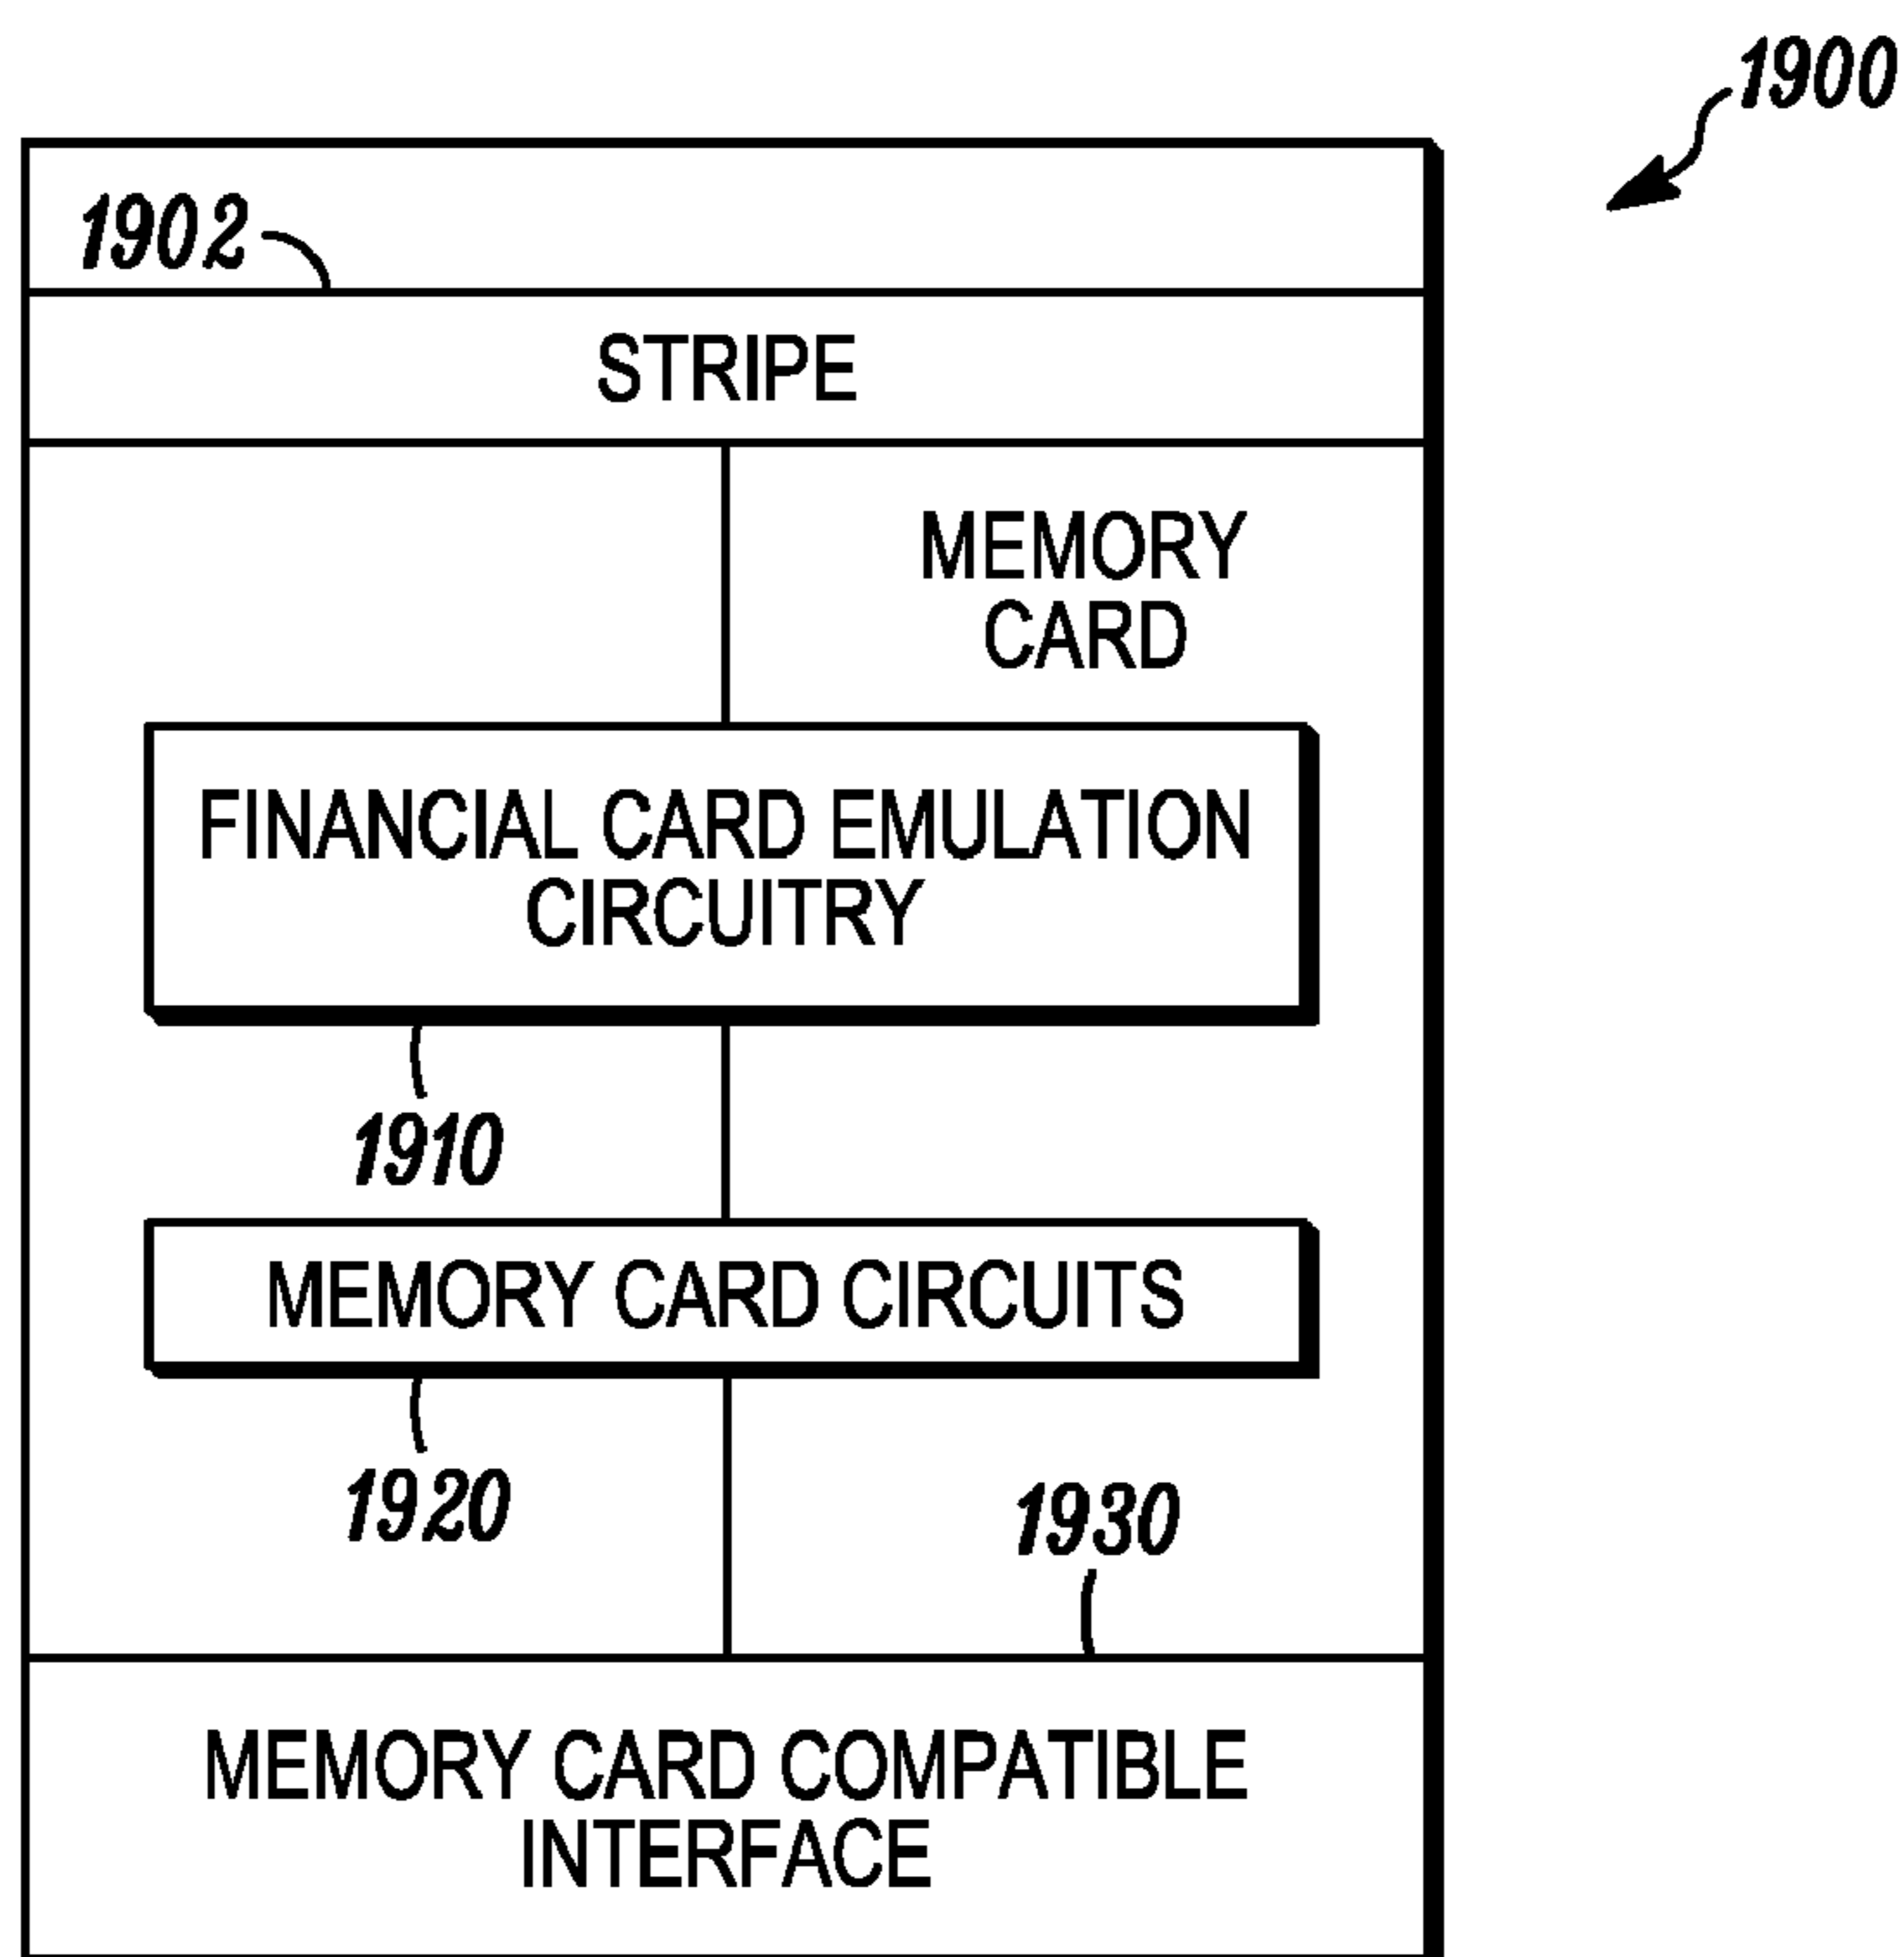 1900
1902
STRIPE
MEMORY
CARD
FINANCIAL CARD EMULATION
CIRCUITRY
1910
MEMORY CARD CIRCUITS
1920
1930
MEMORY CARD COMPATIBLE
INTERFACE